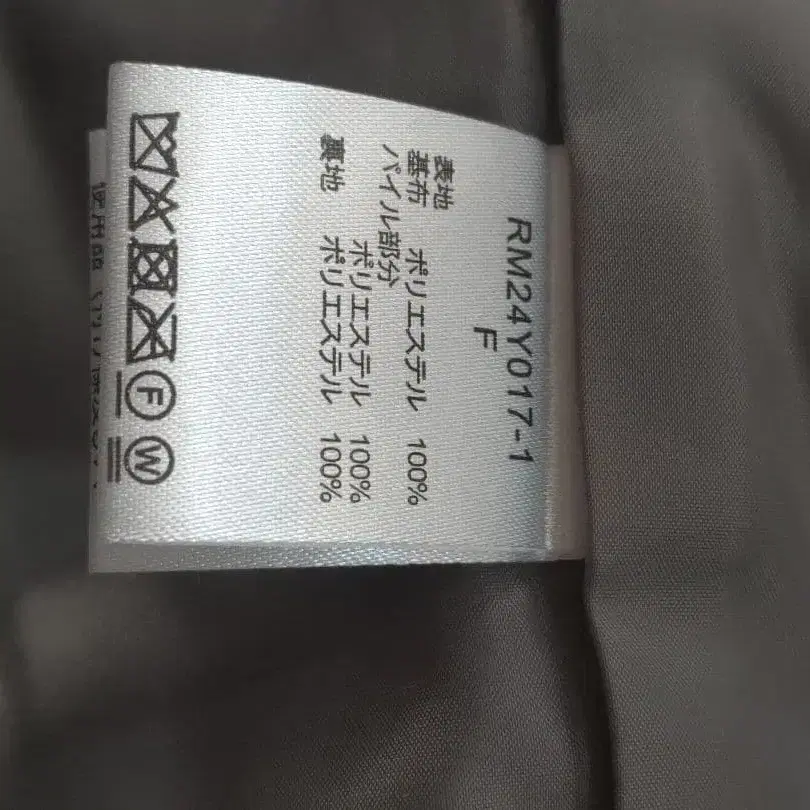 RM24Y017-1
F
表地
基布 ポリエステル 100%
パイル部分
ポリエステル 100%
裏地 ポリエステル 100%
F W